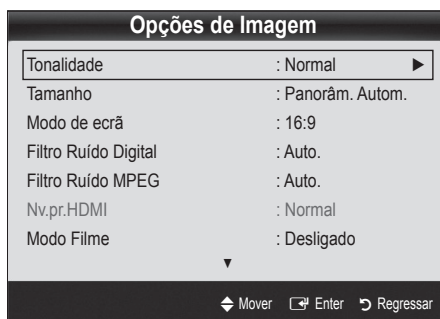 Opções de Imagem
Tonalidade : Normal ►
Tamanho : Panorâm. Autom.
Modo de ecrã : 16:9
Filtro Ruído Digital : Auto.
Filtro Ruído MPEG : Auto.
Nv.pr.HDMI : Normal
Modo Filme : Desligado
▼
Mover Enter Regressar